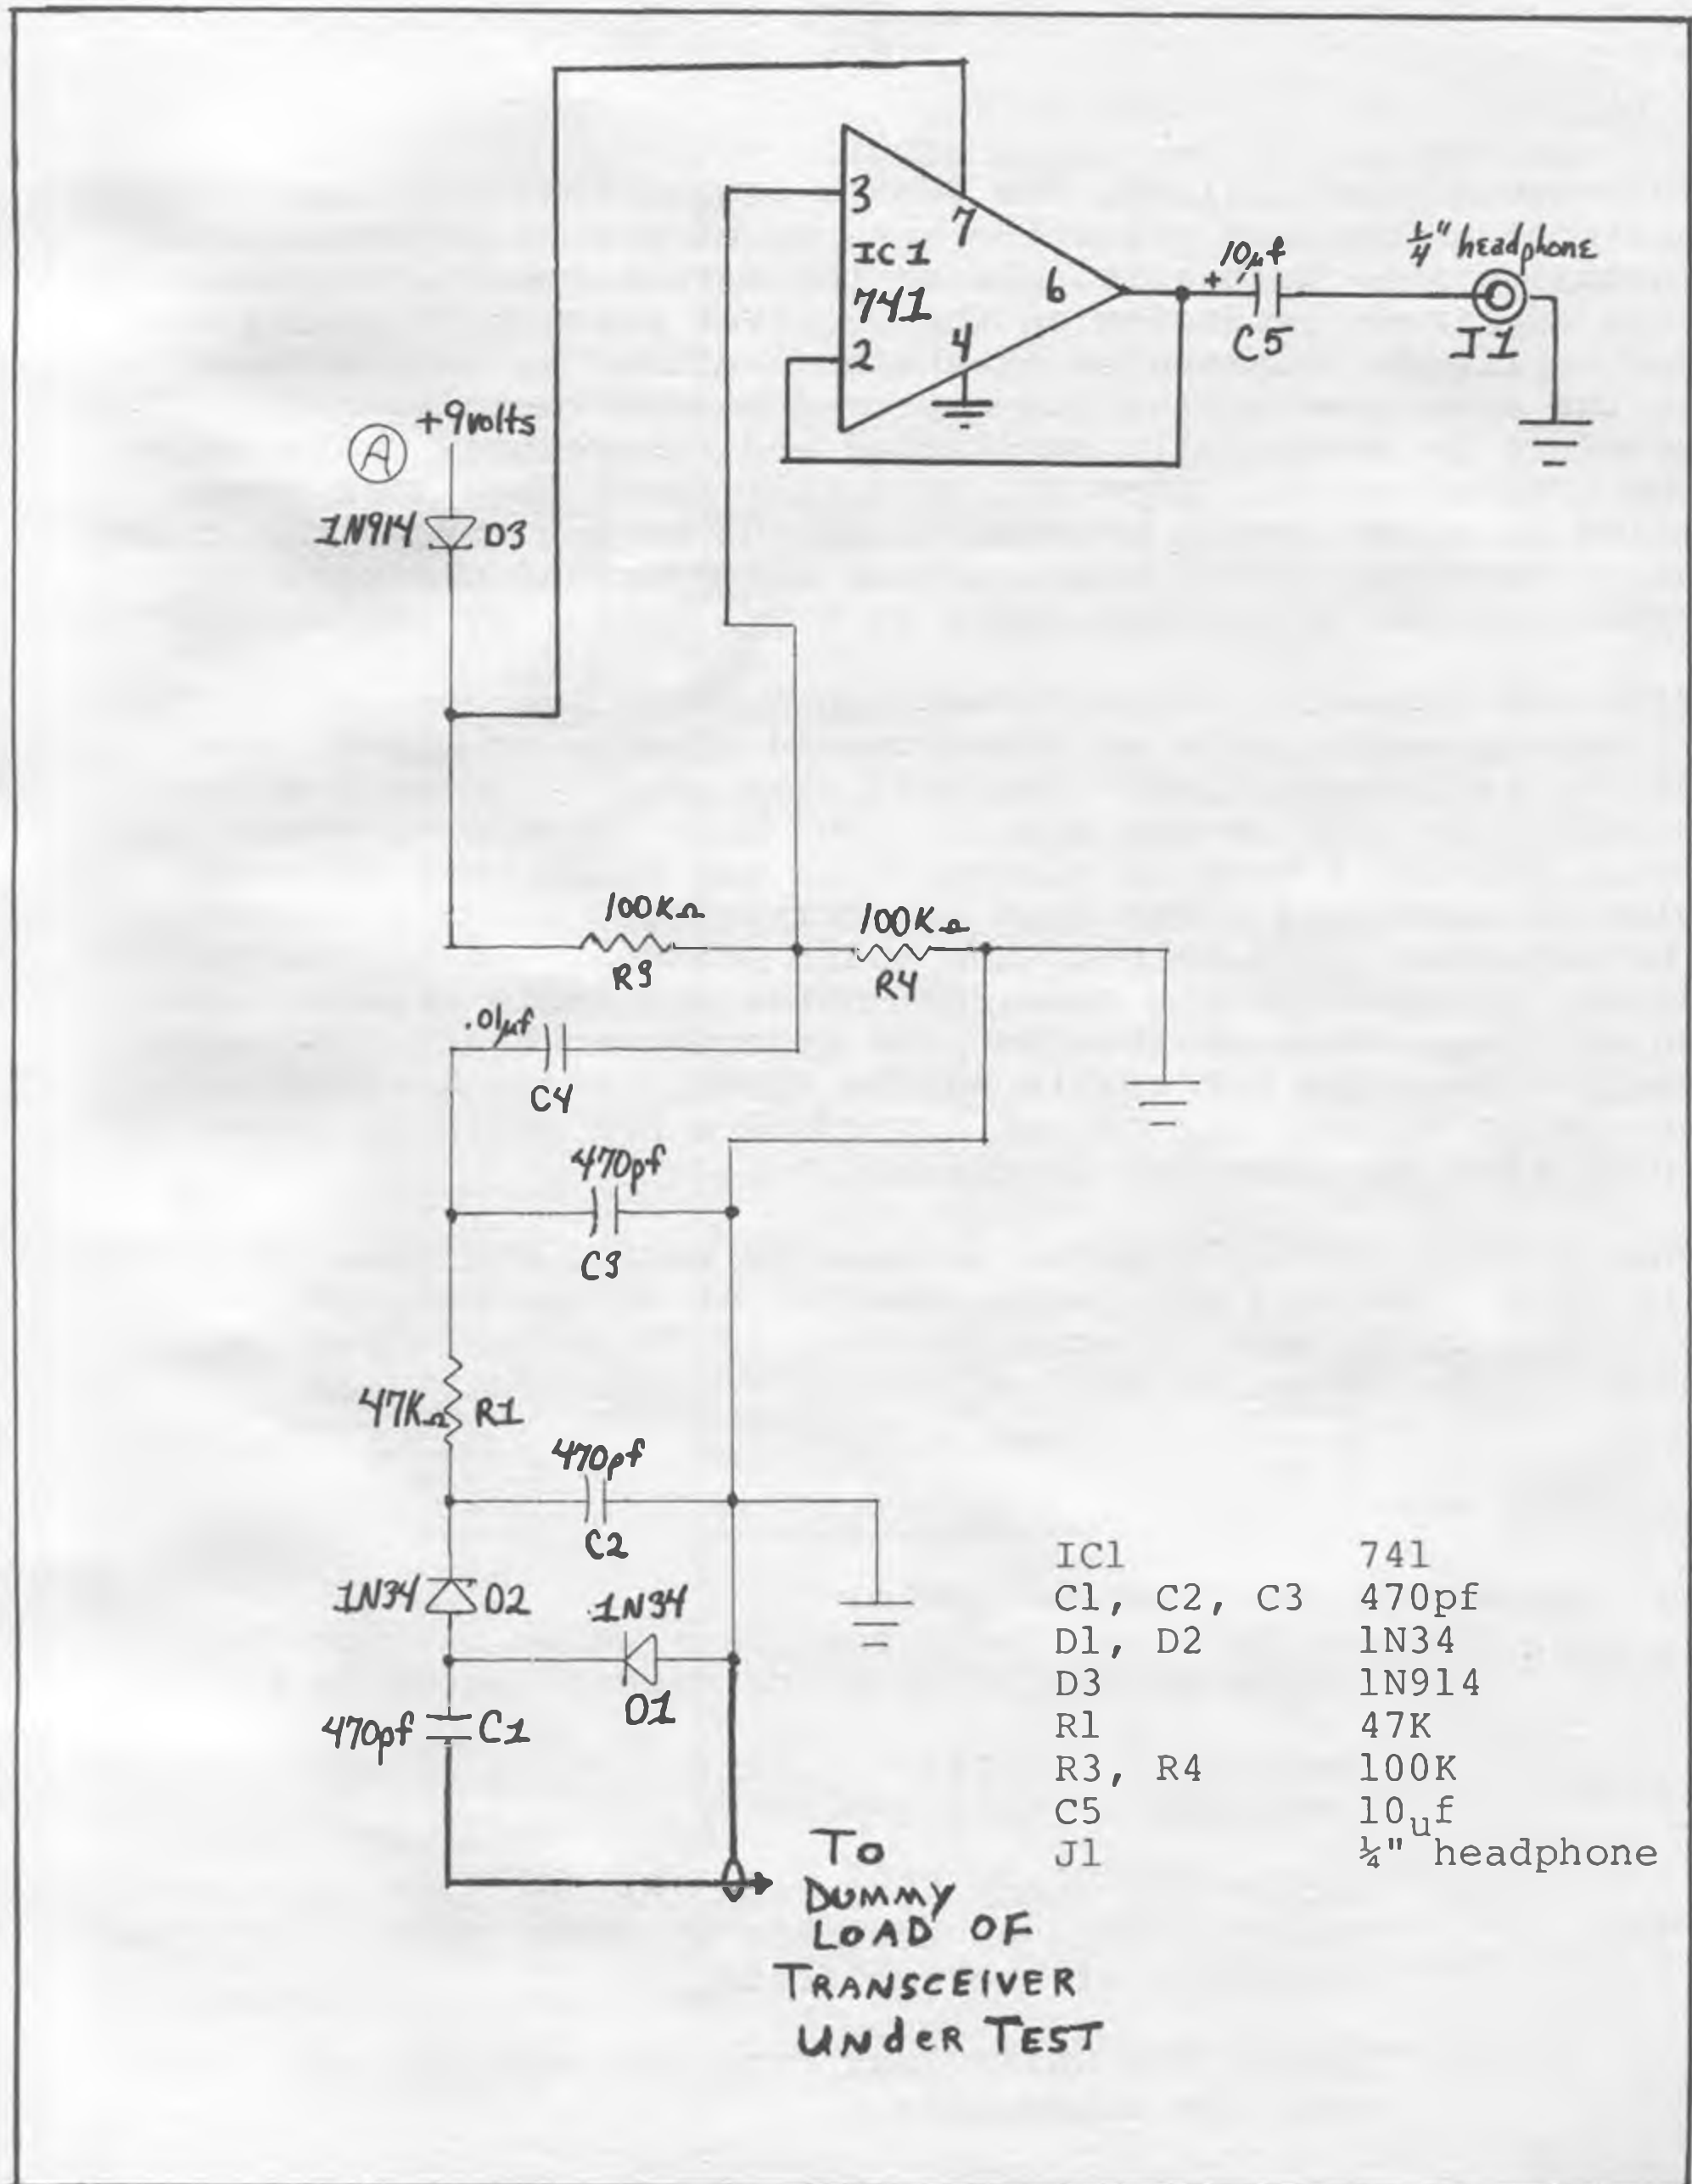 3
7
IC1
741
6
2
4
10µf
+
C5
¼" headphone
J1
+9volts
A
1N914
D3
100KΩ
R3
100KΩ
R4
.01µf
C4
470pf
C3
47KΩ
R1
470pf
C2
1N34
D2
1N34
D1
470pf
C1
To
DUMMY
LOAD OF
TRANSCEIVER
UNdeR TEST
IC1 741
C1, C2, C3 470pf
D1, D2 1N34
D3 1N914
R1 47K
R3, R4 100K
C5 10uf
J1 ¼" headphone